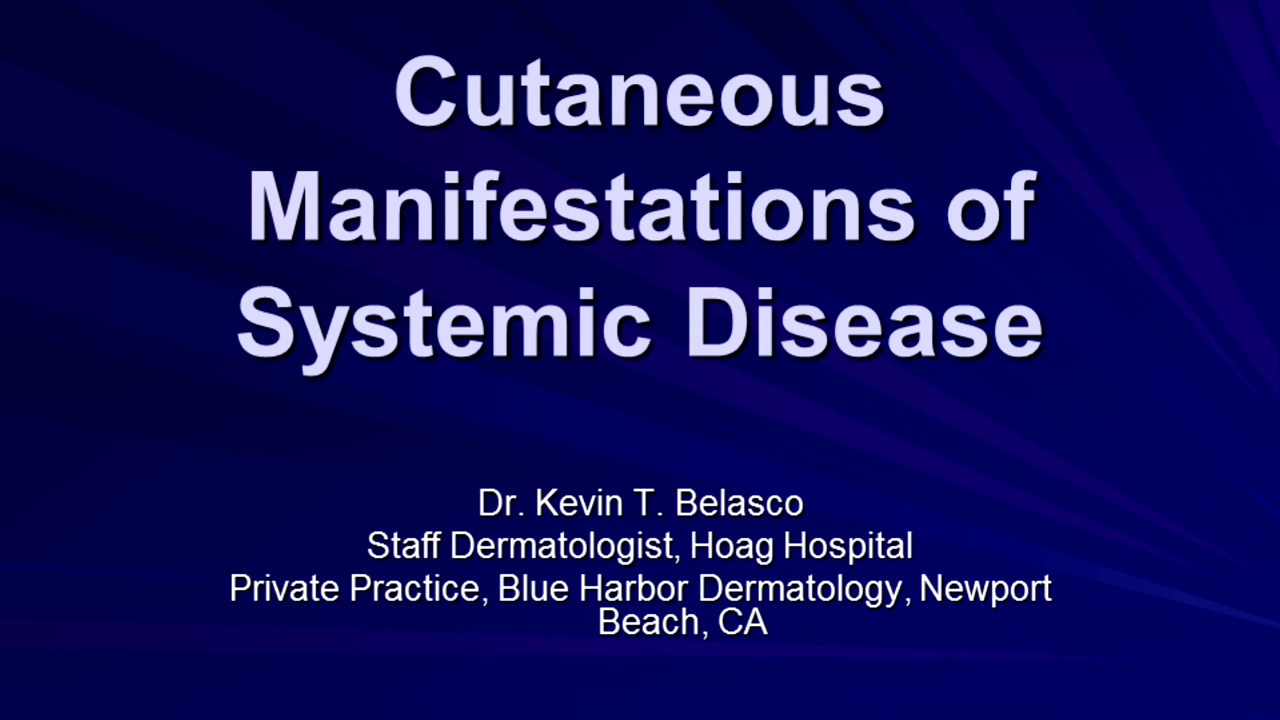 Cutaneous
Manifestations of
Systemic Disease
Dr. Kevin T. Belasco
Staff Dermatologist, Hoag Hospital
Private Practice, Blue Harbor Dermatology, Newport
Beach, CA